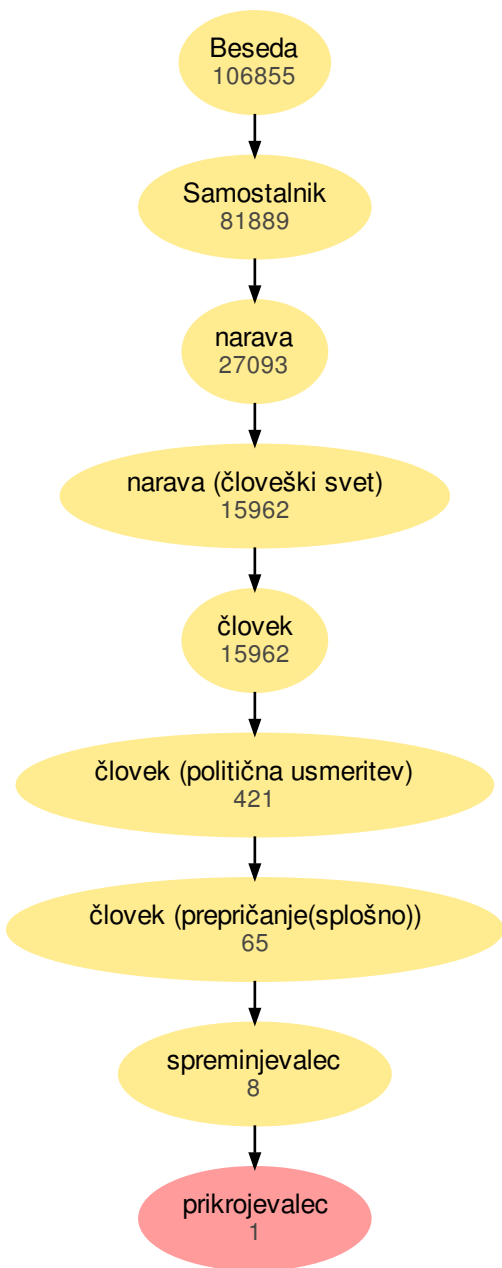 Beseda
106855
Samostalnik
81889
narava
27093
narava (človeški svet)
15962
človek
15962
človek (politična usmeritev)
421
človek (prepričanje(splošno))
65
spreminjevalec
8
prikrojevalec
1